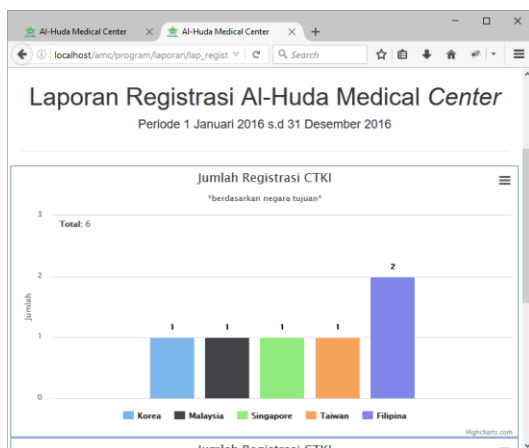 Al-Huda Medical Center
Al-Huda Medical Center
localhost/amc/program/laporan/lap_regist
Search
Laporan Registrasi Al-Huda Medical Center
Periode 1 Januari 2016 s.d 31 Desember 2016
Jumlah Registrasi CTKI
*berdasarkan negara tujuan*
Total: 6
3
2
1
0
Jumlah
1
1
1
1
2
Korea Malaysia Singapore Taiwan Filipina
Highcharts.com
Jumlah Registrasi CTKI